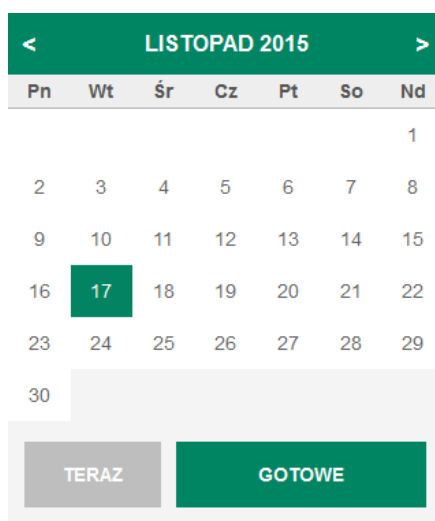 < LISTOPAD 2015 >
Pn Wt Śr Cz Pt So Nd
1
2 3 4 5 6 7 8
9 10 11 12 13 14 15
16 17 18 19 20 21 22
23 24 25 26 27 28 29
30
TERAZ GOTOWE